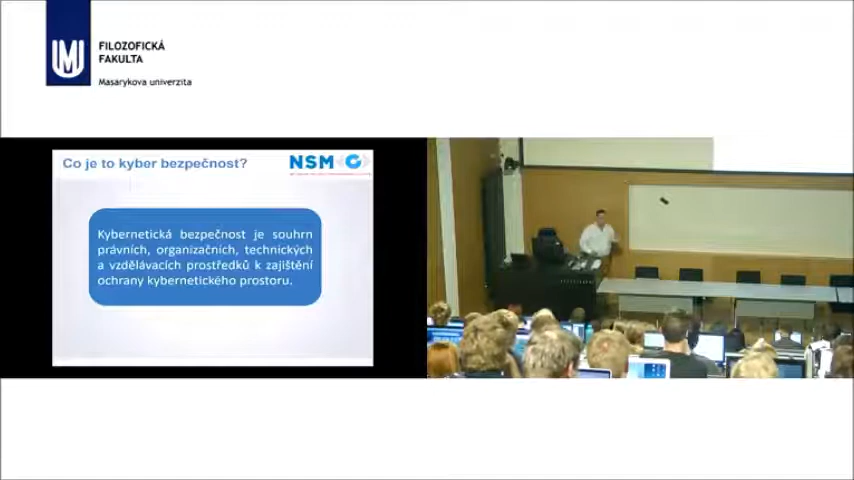 FILOZOFICKÁ
FAKULTA
Masarykova univerzita
Co je to kyber bezpečnost?
NSM
Kybernetická bezpečnost je souhrn
právních, organizačních, technických
a vzdělávacích prostředků k zajištění
ochrany kybernetického prostoru.